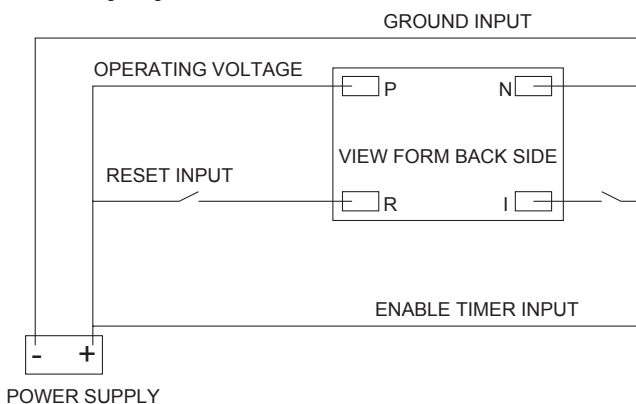 GROUND INPUT
OPERATING VOLTAGE
P
N
VIEW FORM BACK SIDE
RESET INPUT
R
I
ENABLE TIMER INPUT
- +
POWER SUPPLY